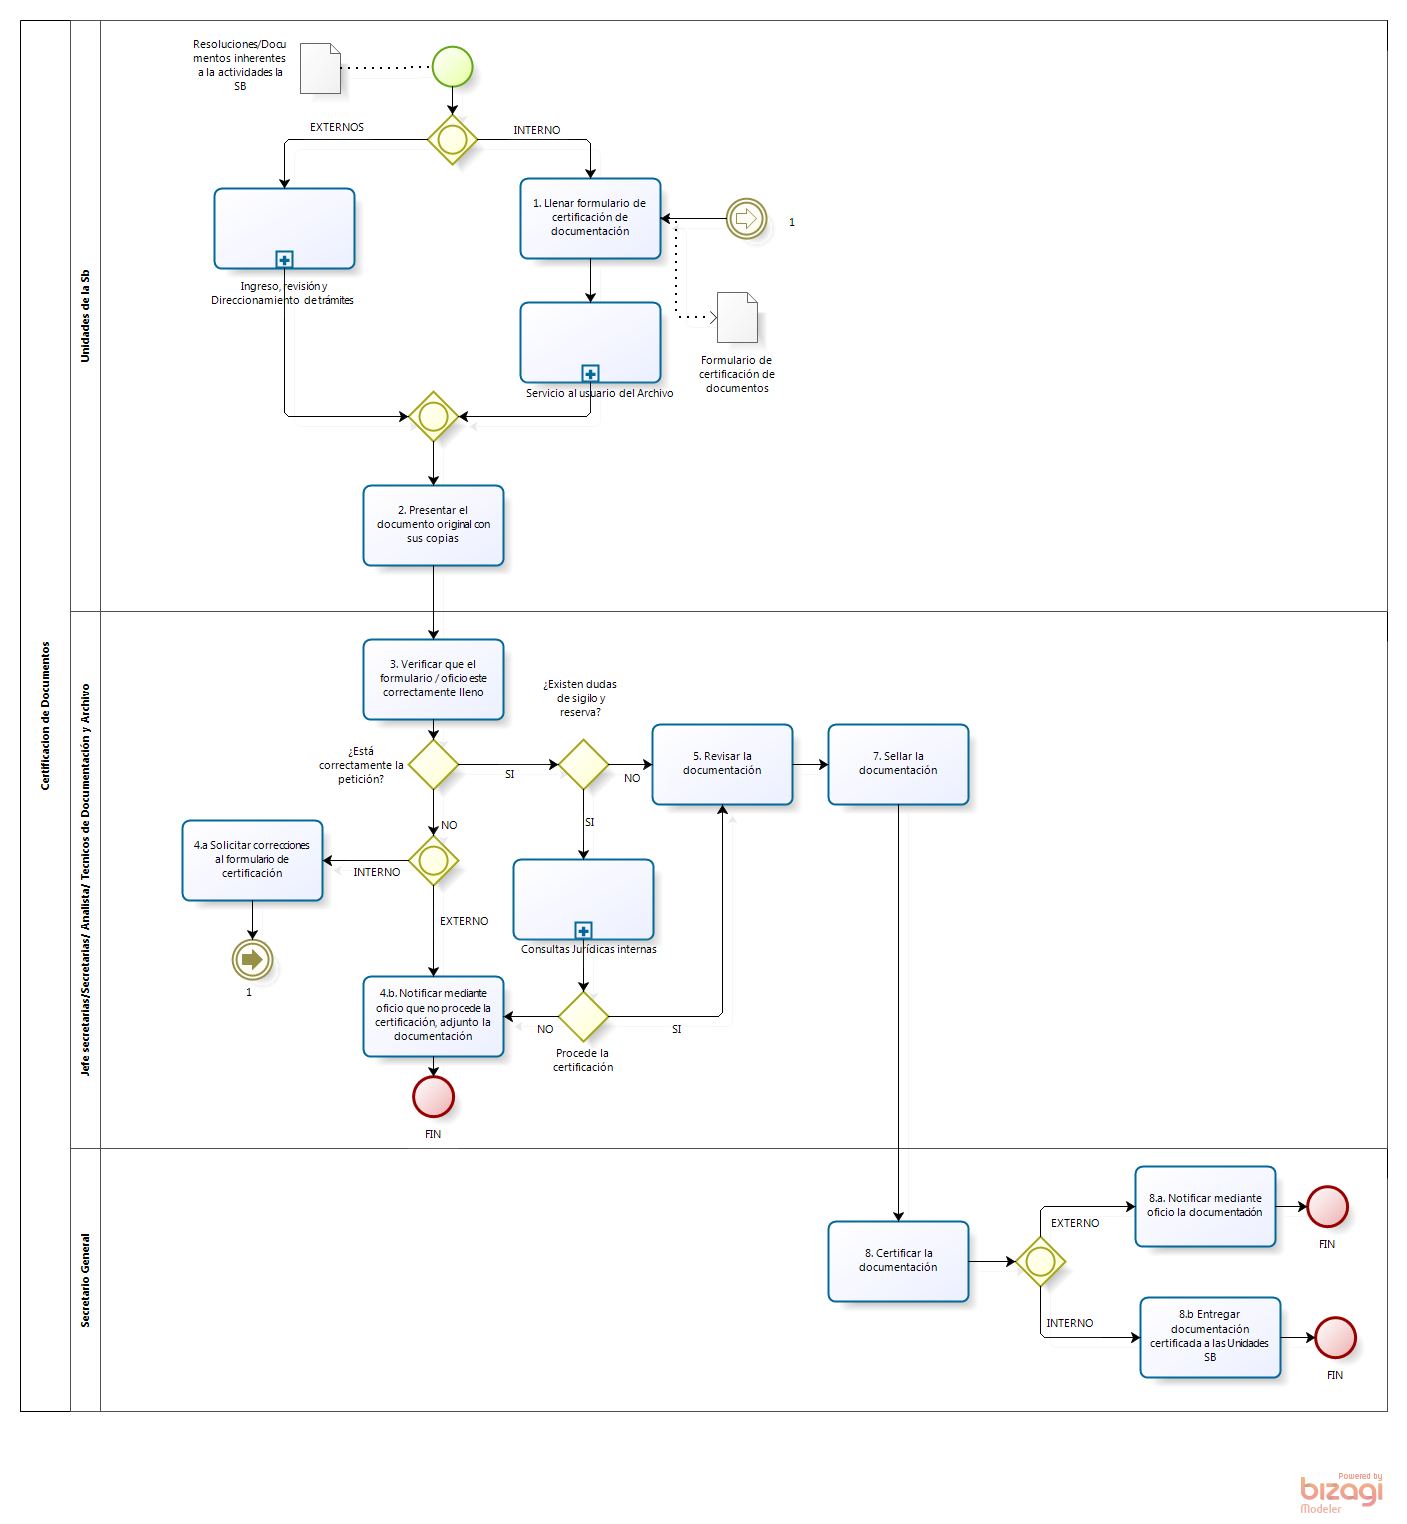 Certificacion de Documentos
Unidades de la Sb
Resoluciones/Docu
mentos inherentes
a la actividades la
SB
EXTERNOS
INTERNO
1. Llenar formulario de
certificación de
documentación
1
Ingreso, revisión y
Direccionamiento de trámites
Formulario de
certificación de
documentos
Servicio al usuario del Archivo
2. Presentar el
documento original con
sus copias
Jefe secretarias/Secretarias/ Analista/ Tecnicos de Documentación y Archivo
3. Verificar que el
formulario / oficio este
correctamente lleno
¿Existen dudas
de sigilo y
reserva?
¿Está
correctamente la
petición?
SI
NO
5. Revisar la
documentación
7. Sellar la
documentación
NO
SI
4.a Solicitar correcciones
al formulario de
certificación
INTERNO
EXTERNO
Consultas Jurídicas internas
1
4.b. Notificar mediante
oficio que no procede la
certificación, adjunto la
documentación
NO
SI
Procede la
certificación
FIN
Secretario General
8. Certificar la
documentación
EXTERNO
8.a. Notificar mediante
oficio la documentación
FIN
INTERNO
8.b Entregar
documentación
certificada a las Unidades
SB
FIN
Powered by
bizagi
Modeler